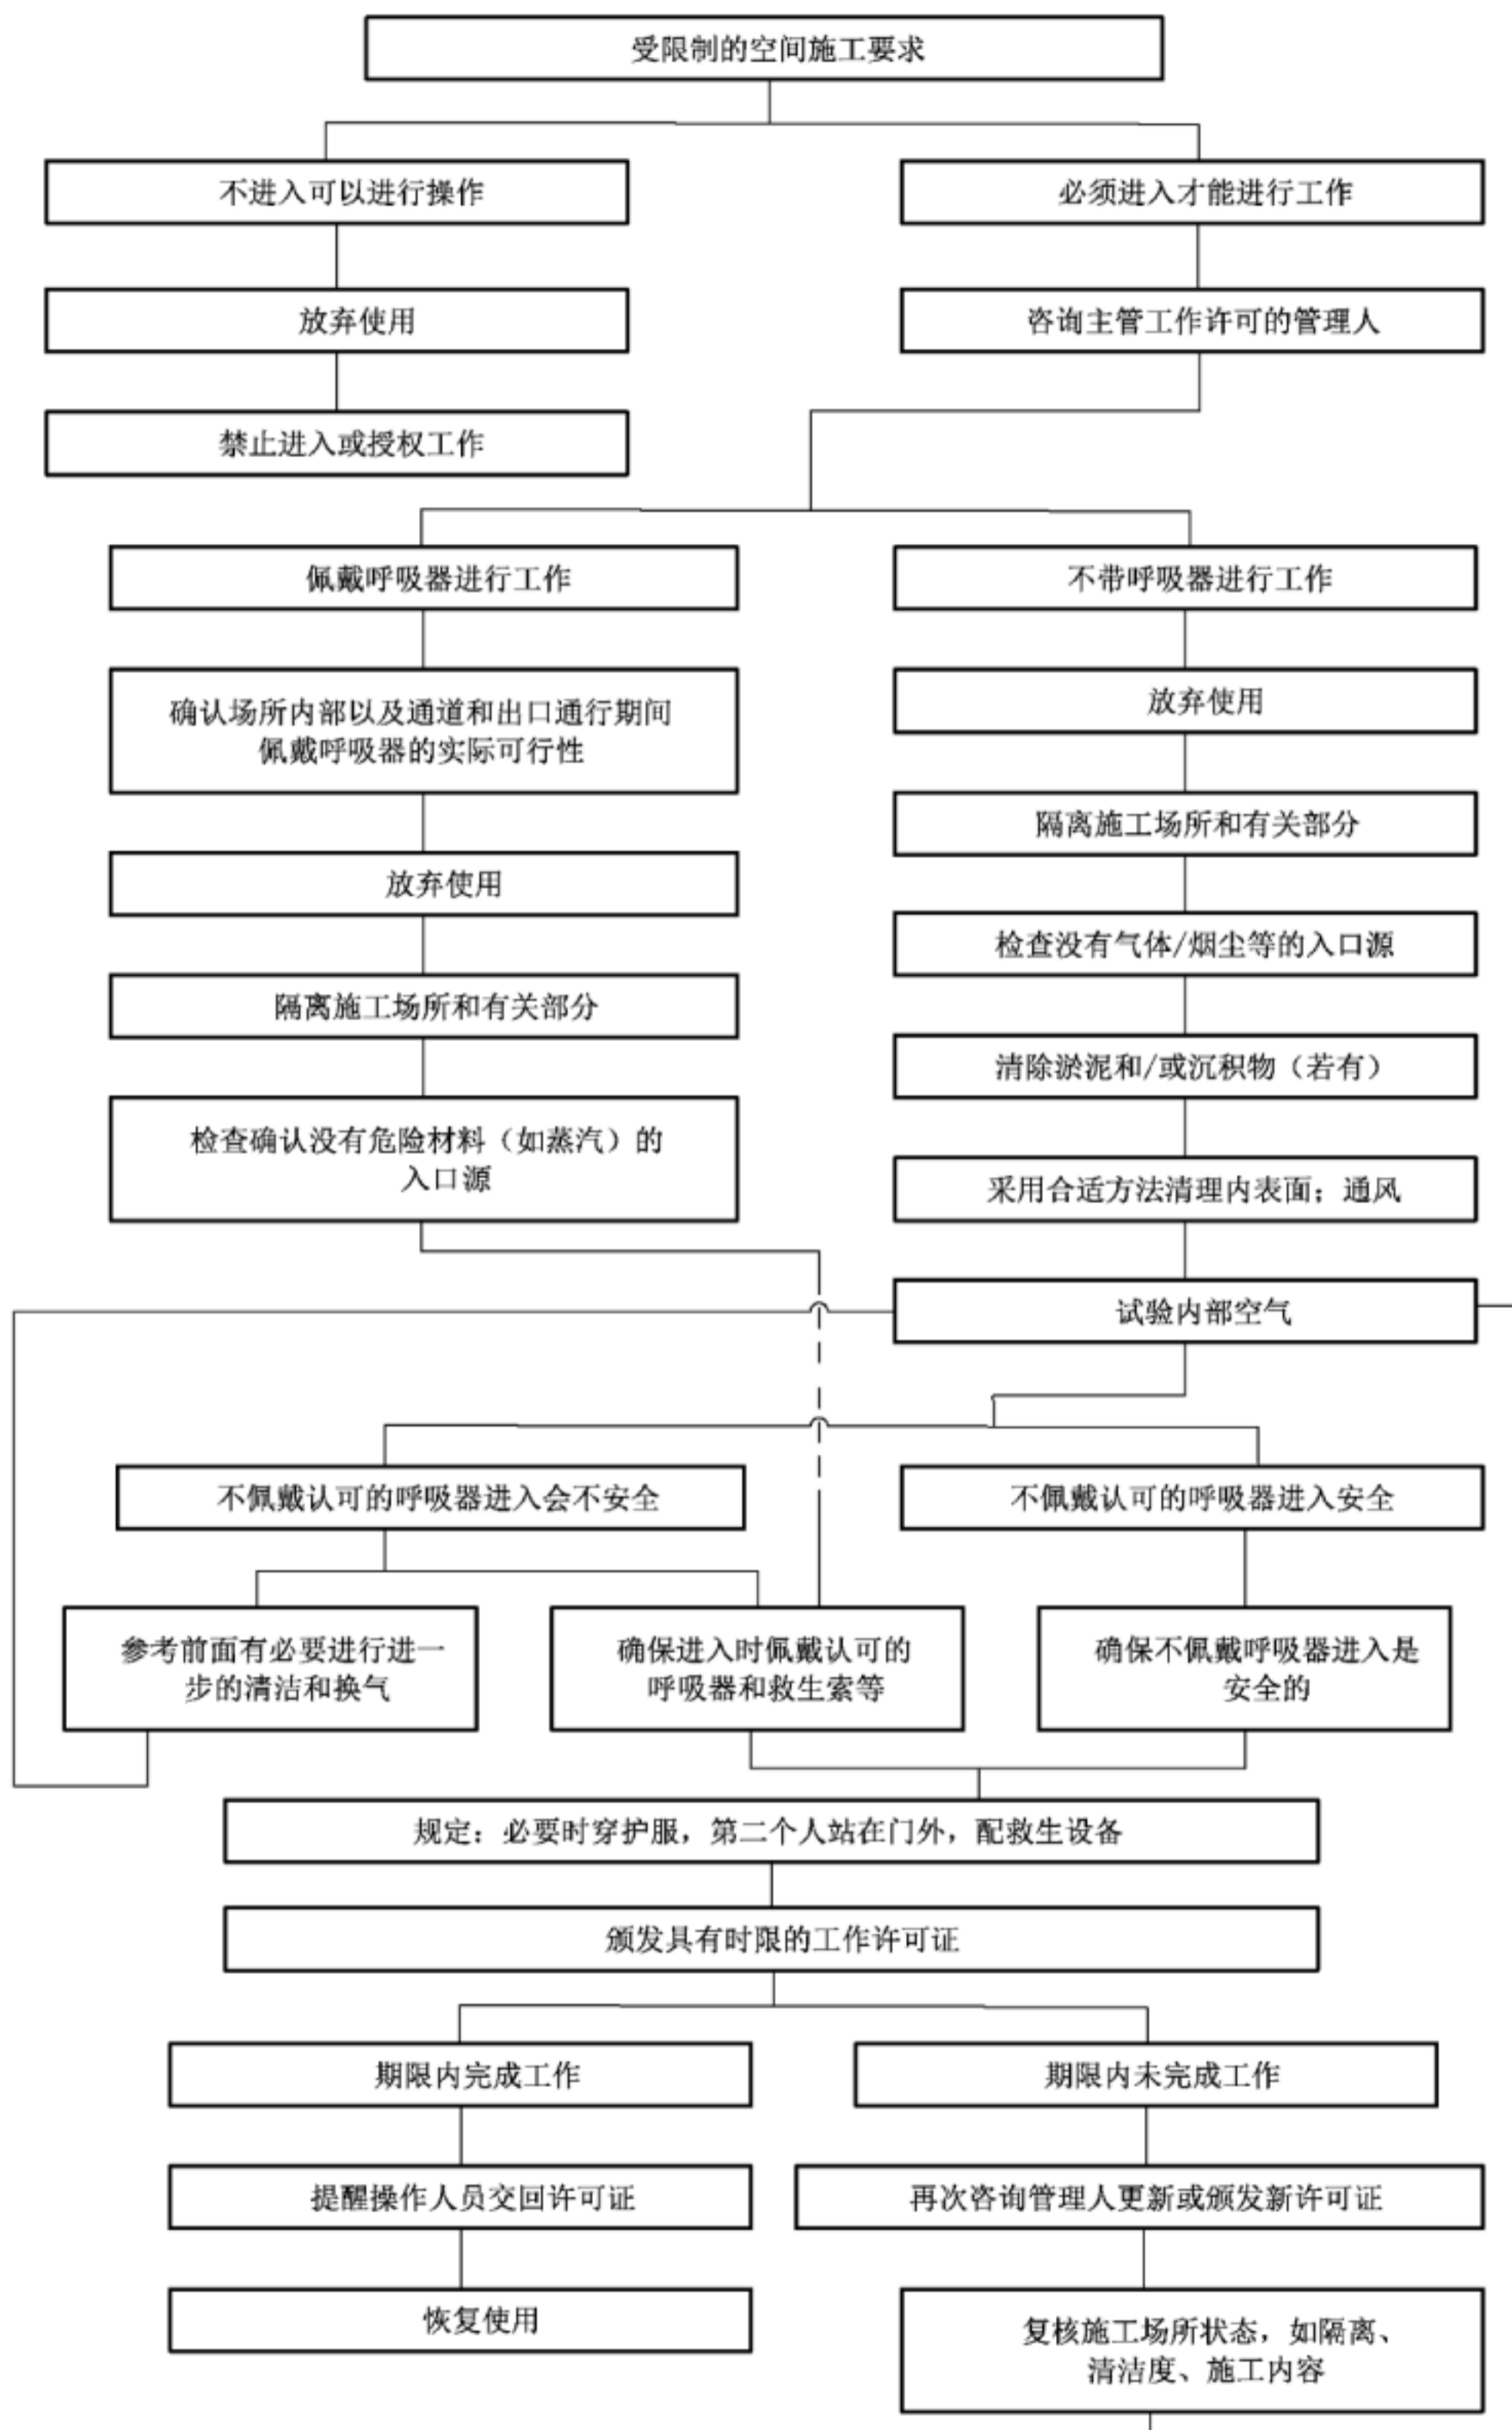 受限制的空间施工要求
不进入可以进行操作
必须进入才能进行工作
放弃使用
咨询主管工作许可的管理人
禁止进入或授权工作
佩戴呼吸器进行工作
不带呼吸器进行工作
确认场所内部以及通道和出口通行期间
佩戴呼吸器的实际可行性
放弃使用
隔离施工场所和有关部分
放弃使用
检查没有气体/烟尘等的入口源
隔离施工场所和有关部分
清除淤泥和/或沉积物（若有）
检查确认没有危险材料（如蒸汽）的
入口源
采用合适方法清理内表面；通风
试验内部空气
不佩戴认可的呼吸器进入会不安全
不佩戴认可的呼吸器进入安全
参考前面有必要进行进一
步的清洁和换气
确保进入时佩戴认可的
呼吸器和救生索等
确保不佩戴呼吸器进入是
安全的
规定：必要时穿护服，第二个人站在门外，配救生设备
颁发具有时限的工作许可证
期限内完成工作
期限内未完成工作
提醒操作人员交回许可证
再次咨询管理人更新或颁发新许可证
恢复使用
复核施工场所状态，如隔离、
清洁度、施工内容